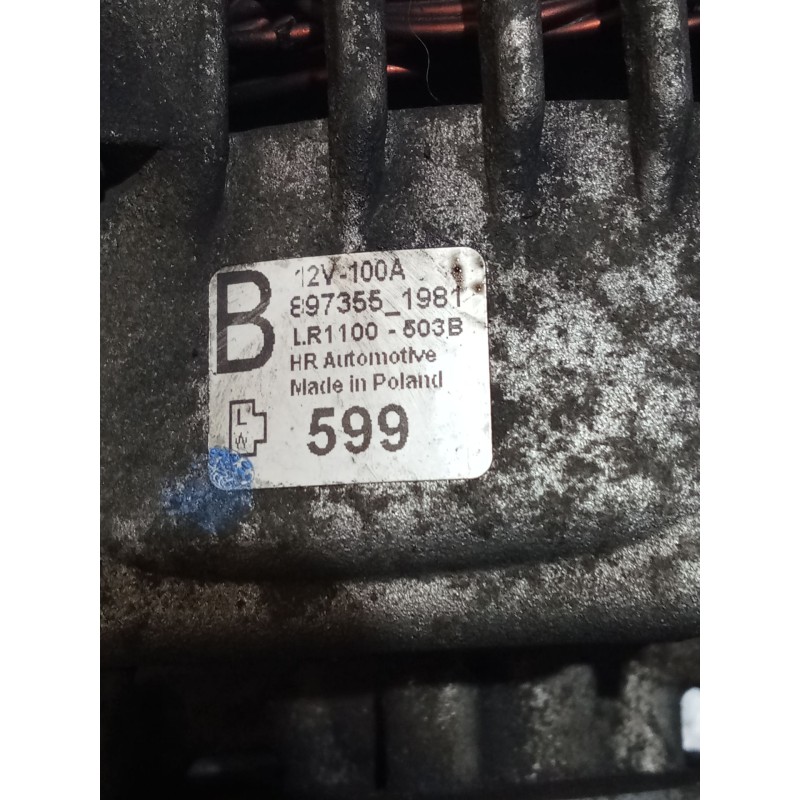 B
12V-100A
897355_1981
LR1100-503B
HR Automotive
Made in Poland
L
W
599